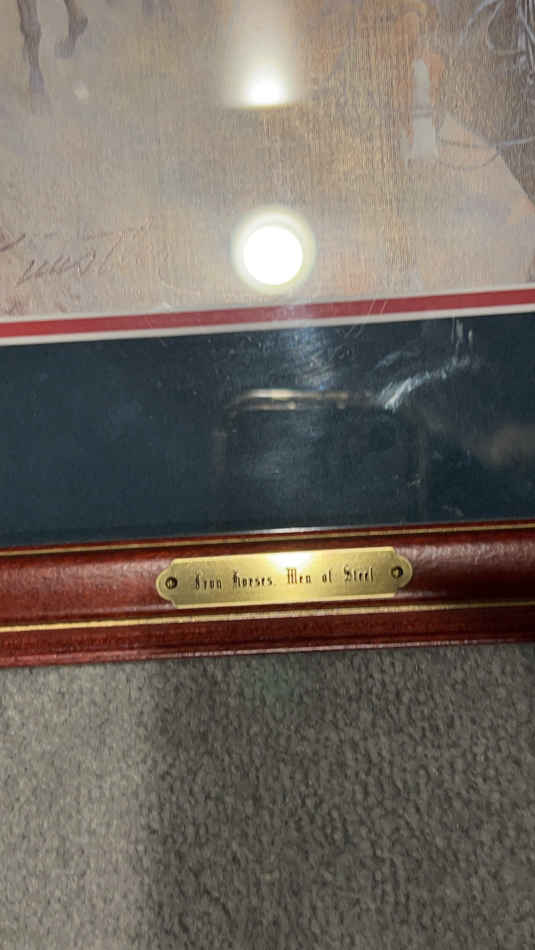 Iron Horses, Men of Steel